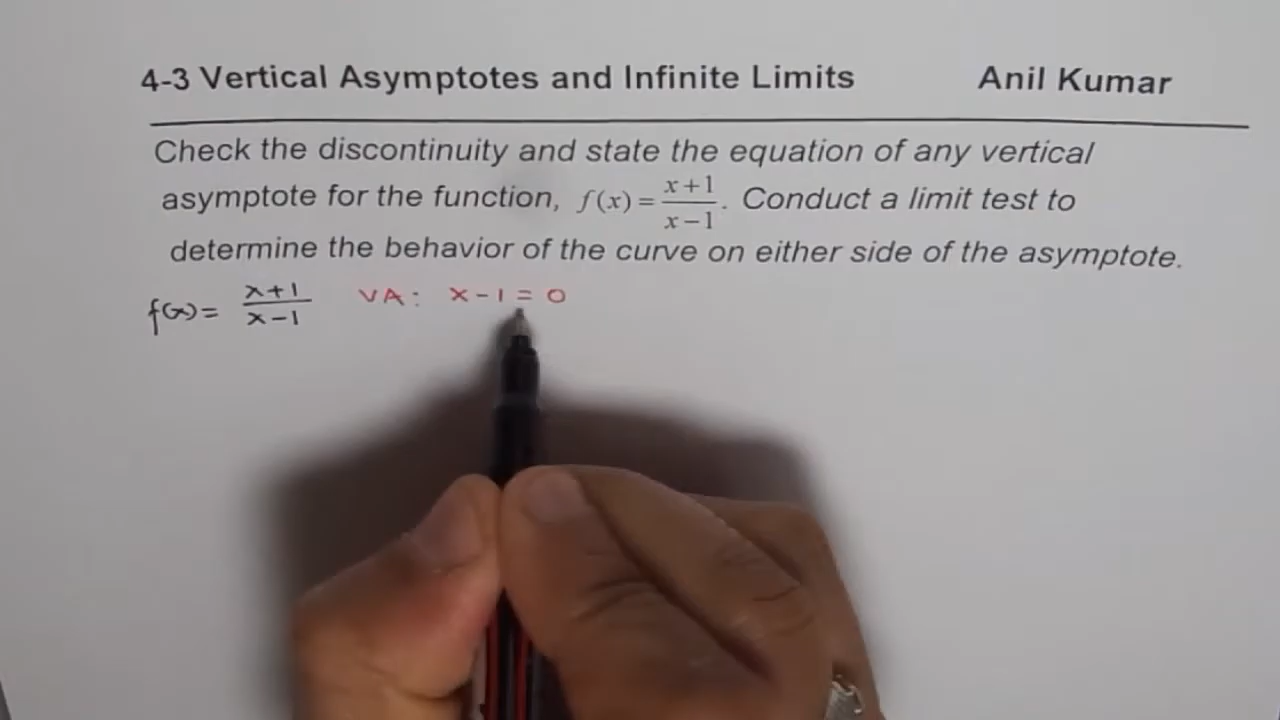 4-3 Vertical Asymptotes and Infinite Limits Anil Kumar
Check the discontinuity and state the equation of any vertical
asymptote for the function, f(x) = (x+1)/(x−1). Conduct a limit test to
determine the behavior of the curve on either side of the asymptote.
f(x) = (x+1)/(x−1) VA: x−1 = 0